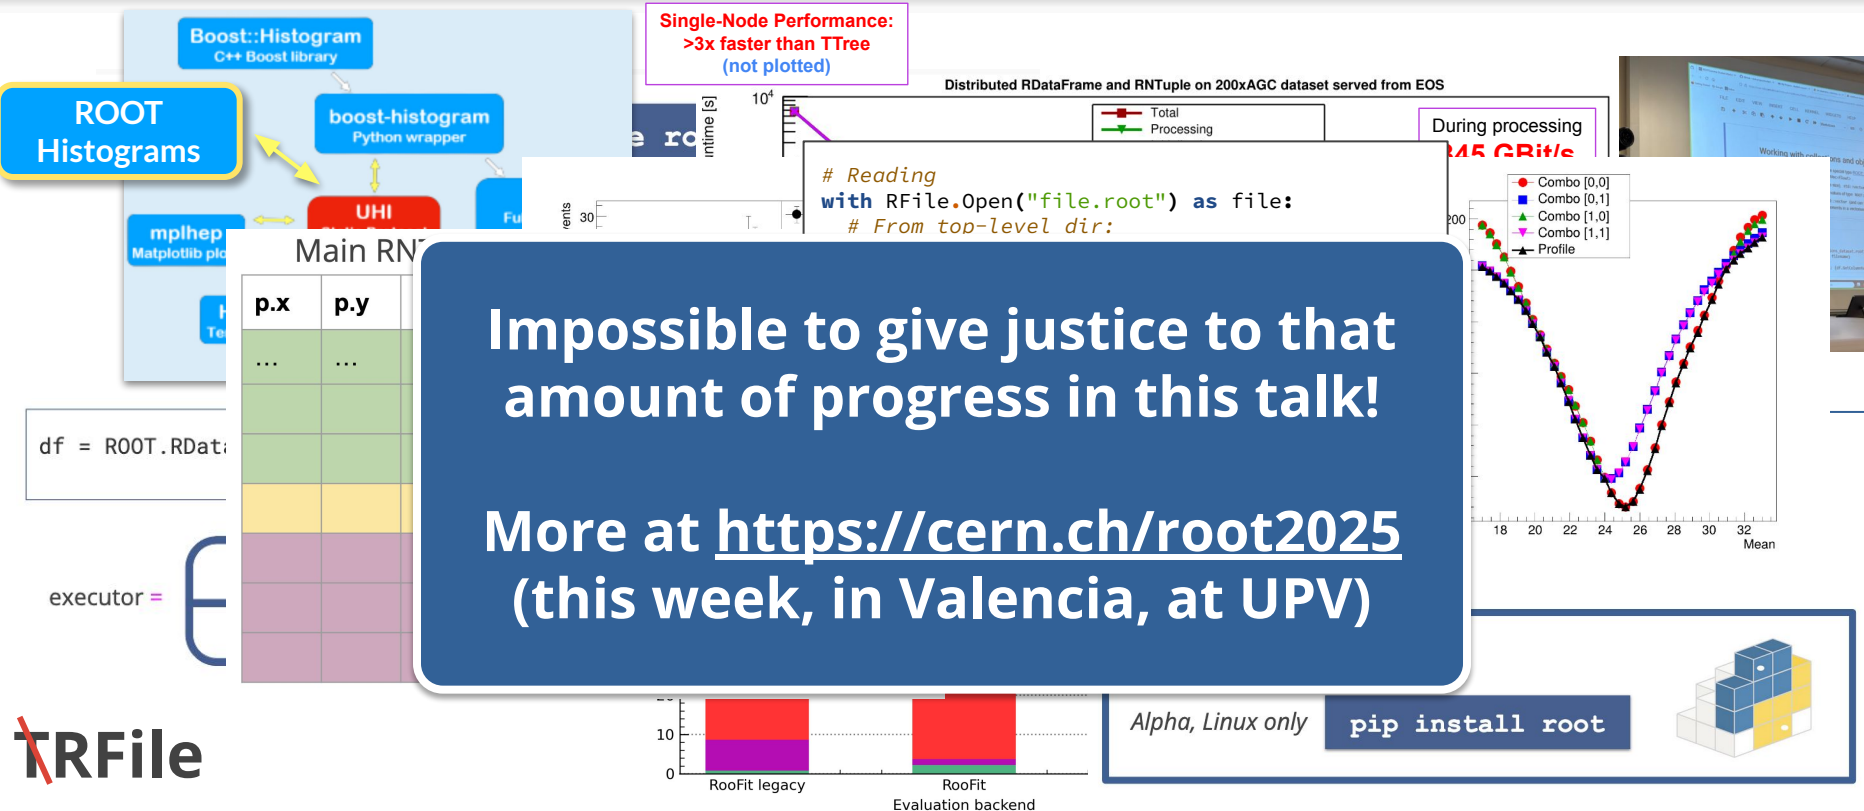 Boost::Histogram
C++ Boost library
ROOT
Histograms
boost-histogram
Python wrapper
UHI
mplhep
Single-Node Performance:
>3x faster than TTree
(not plotted)
Distributed RDataFrame and RNTuple on 200xAGC dataset served from EOS
10⁴
Total
Processing
During processing
345 GBit/s
# Reading
with RFile.Open("file.root") as file:
# From top-level dir:
30
Combo [0,0]
Combo [0,1]
Combo [1,0]
Combo [1,1]
Profile
18 20 22 24 26 28 30 32
Mean
Main
p.x p.y
... ...
Impossible to give justice to that
amount of progress in this talk!
More at https://cern.ch/root2025
(this week, in Valencia, at UPV)
df = ROOT.RData
executor =
TRFile
10
0
RooFit legacy
RooFit
Evaluation backend
Alpha, Linux only
pip install root